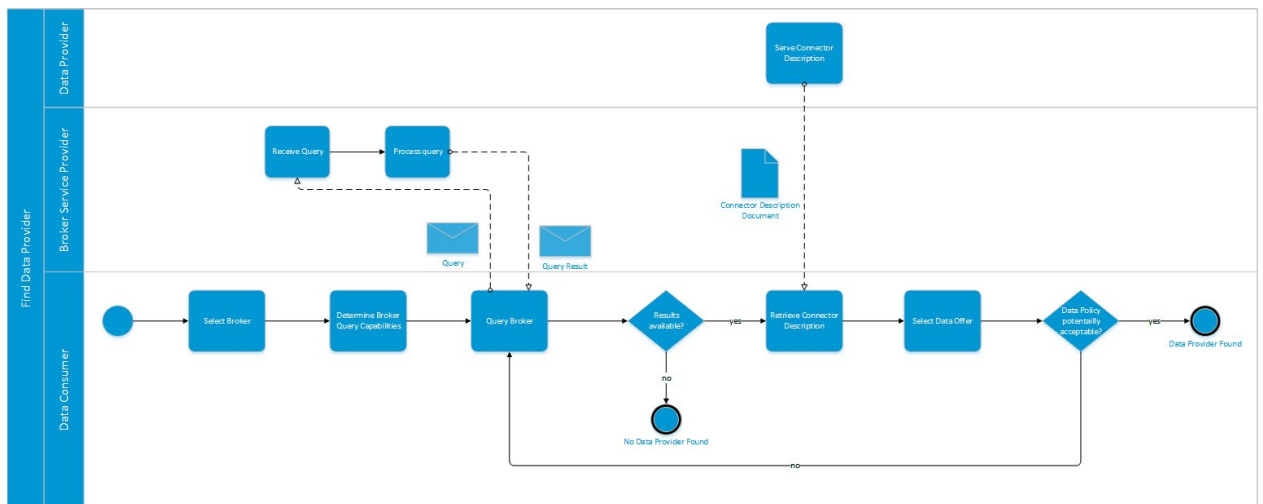 Find Data Provider
Data Provider
Serve Connector
Description
Broker Service Provider
Receive Query
Process query
Query
Query Result
Connector Description
Document
Data Consumer
Select Broker
Determine Broker
Query Capabilities
Query Broker
Results
available?
yes
no
No Data Provider Found
Retrieve Connector
Description
Select Data Offer
Data Policy
potentailly
acceptable?
yes
Data Provider Found
no